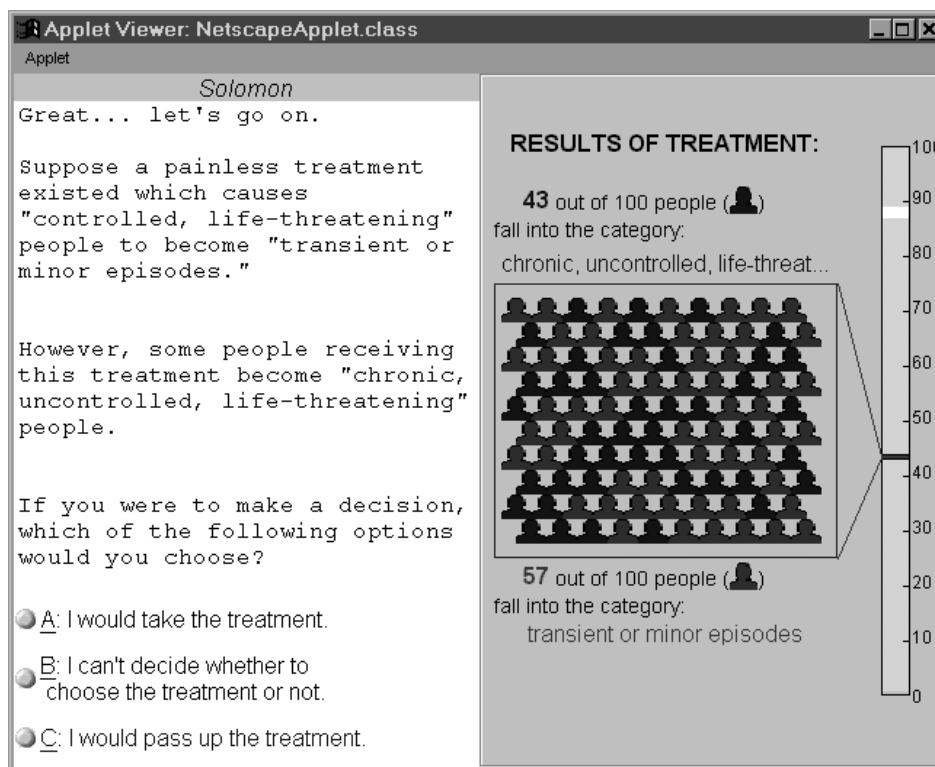 Applet Viewer: NetscapeApplet.class
Applet
Solomon
Great... let's go on.
Suppose a painless treatment
existed which causes
"controlled, life-threatening"
people to become "transient or
minor episodes."
However, some people receiving
this treatment become "chronic,
uncontrolled, life-threatening"
people.
If you were to make a decision,
which of the following options
would you choose?
A: I would take the treatment.
B: I can't decide whether to
choose the treatment or not.
C: I would pass up the treatment.
RESULTS OF TREATMENT:
43 out of 100 people ( )
fall into the category:
chronic, uncontrolled, life-threat...
57 out of 100 people ( )
fall into the category:
transient or minor episodes
100
90
80
70
60
50
40
30
20
10
0